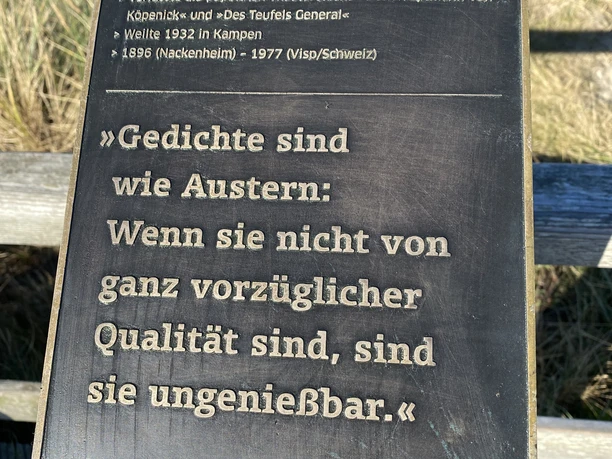 Köpenick« und »Des Teufels General«
> Weilte 1932 in Kampen
> 1896 (Nackenheim) – 1977 (Visp/Schweiz)
»Gedichte sind
wie Austern:
Wenn sie nicht von
ganz vorzüglicher
Qualität sind, sind
sie ungenießbar.«